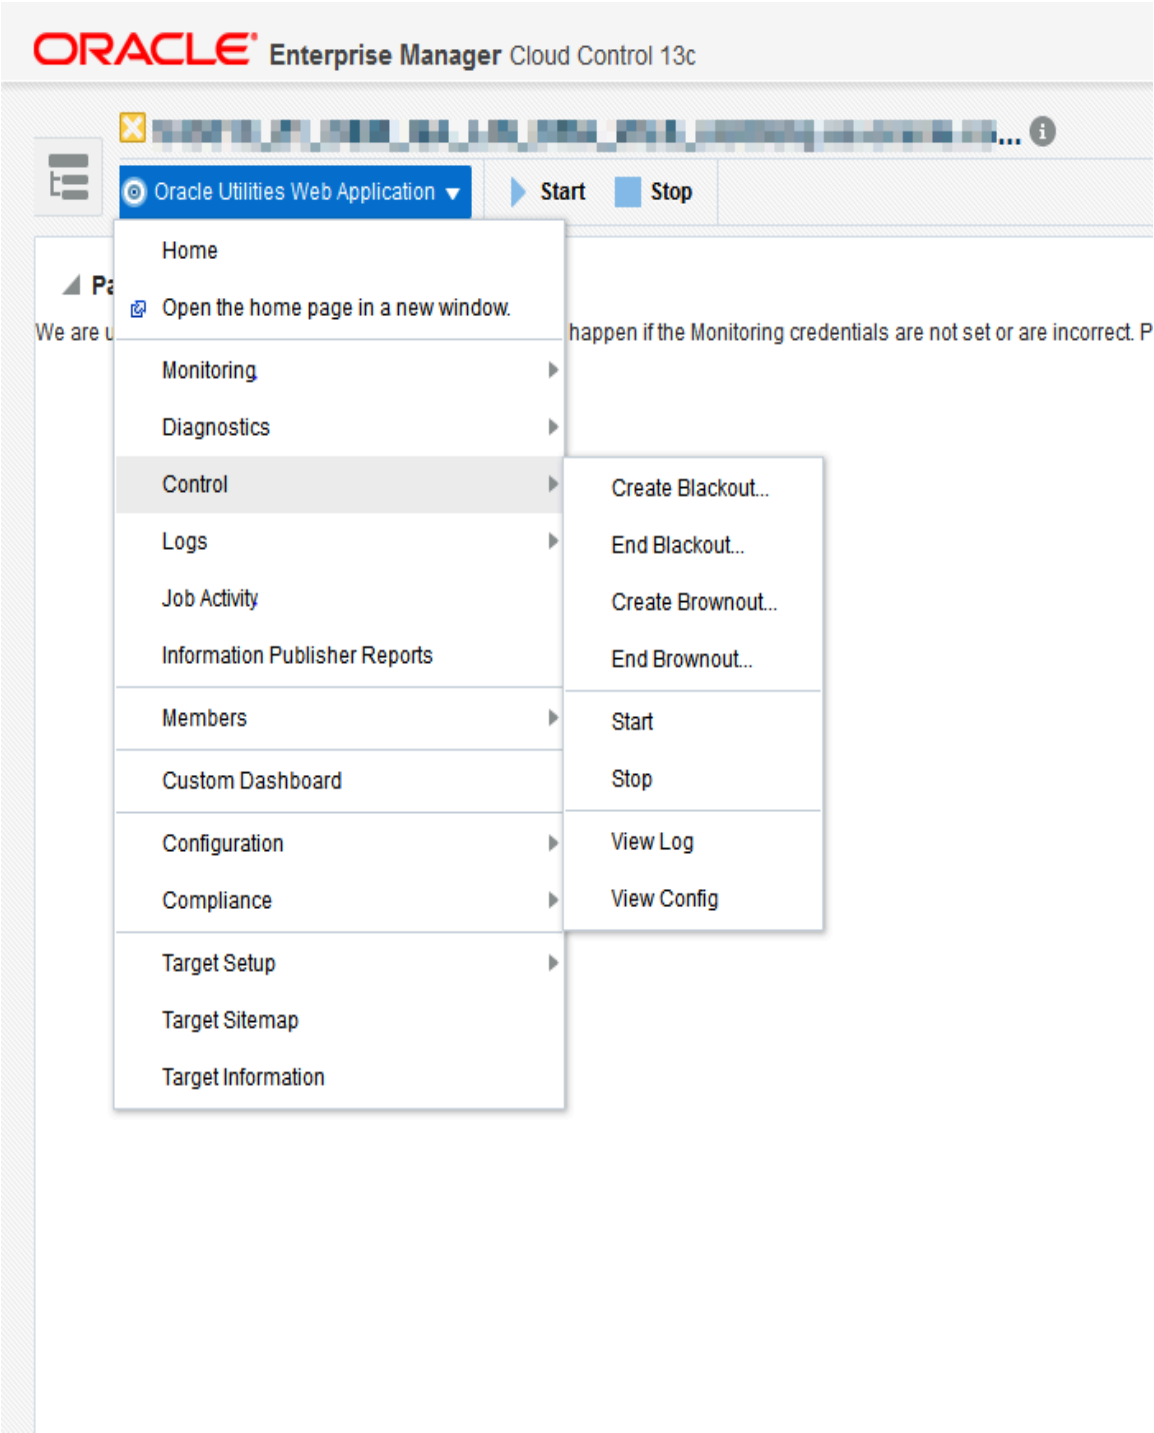 ORACLE Enterprise Manager Cloud Control 13c
...
Oracle Utilities Web Application Start Stop
Home
Open the home page in a new window.
We are happen if the Monitoring credentials are not set or are incorrect.
Monitoring
Diagnostics
Control
Logs
Job Activity
Information Publisher Reports
Members
Custom Dashboard
Configuration
Compliance
Target Setup
Target Sitemap
Target Information
Create Blackout...
End Blackout...
Create Brownout...
End Brownout...
Start
Stop
View Log
View Config